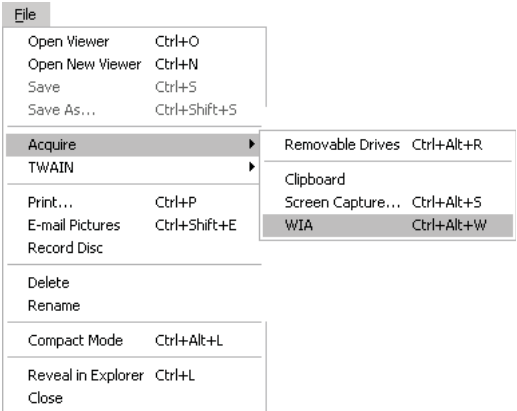 File
Open Viewer Ctrl+O
Open New Viewer Ctrl+N
Save Ctrl+S
Save As... Ctrl+Shift+S
Acquire
TWAIN
Print... Ctrl+P
E-mail Pictures Ctrl+Shift+E
Record Disc
Delete
Rename
Compact Mode Ctrl+Alt+L
Reveal in Explorer Ctrl+L
Close
Removable Drives Ctrl+Alt+R
Clipboard
Screen Capture... Ctrl+Alt+S
WIA Ctrl+Alt+W